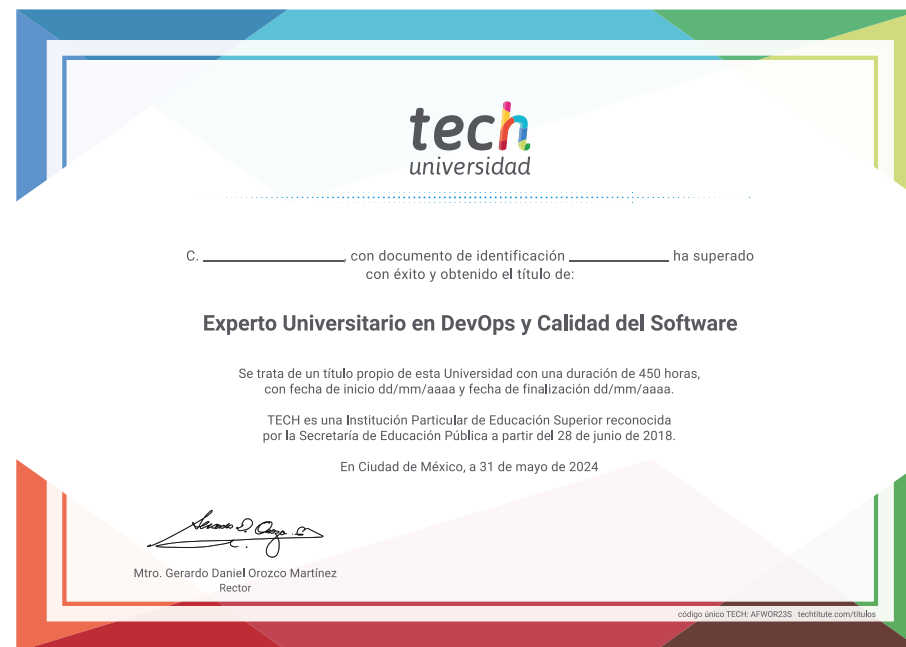 tech
universidad
C. ____________, con documento de identificación ____________ ha superado
con éxito y obtenido el título de:
Experto Universitario en DevOps y Calidad del Software
Se trata de un título propio de esta Universidad con una duración de 450 horas,
con fecha de inicio dd/mm/aaaa y fecha de finalización dd/mm/aaaa.
TECH es una Institución Particular de Educación Superior reconocida
por la Secretaría de Educación Pública a partir del 28 de junio de 2018.
En Ciudad de México, a 31 de mayo de 2024
Mtro. Gerardo Daniel Orozco Martínez
Rector
código único TECH: AFWOR23S techtitute.com/titulos